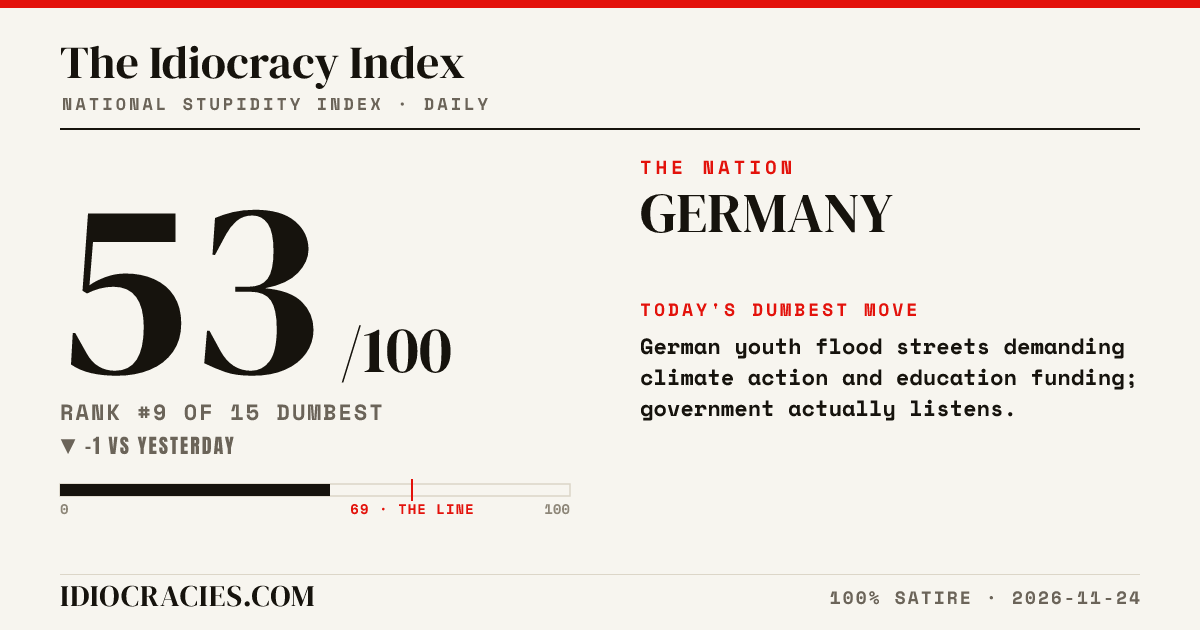 The Idiocracy Index
NATIONAL STUPIDITY INDEX · DAILY
53 /100
RANK #9 OF 15 DUMBEST
▼ -1 VS YESTERDAY
0
69 · THE LINE
100
THE NATION
GERMANY
TODAY'S DUMBEST MOVE
German youth flood streets demanding
climate action and education funding;
government actually listens.
IDIOCRACIES.COM
100% SATIRE · 2026-11-24